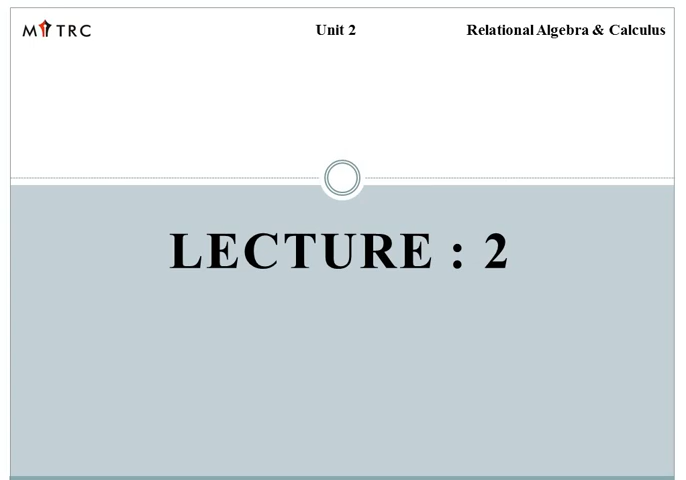 MITRC
Unit 2
Relational Algebra & Calculus
LECTURE : 2